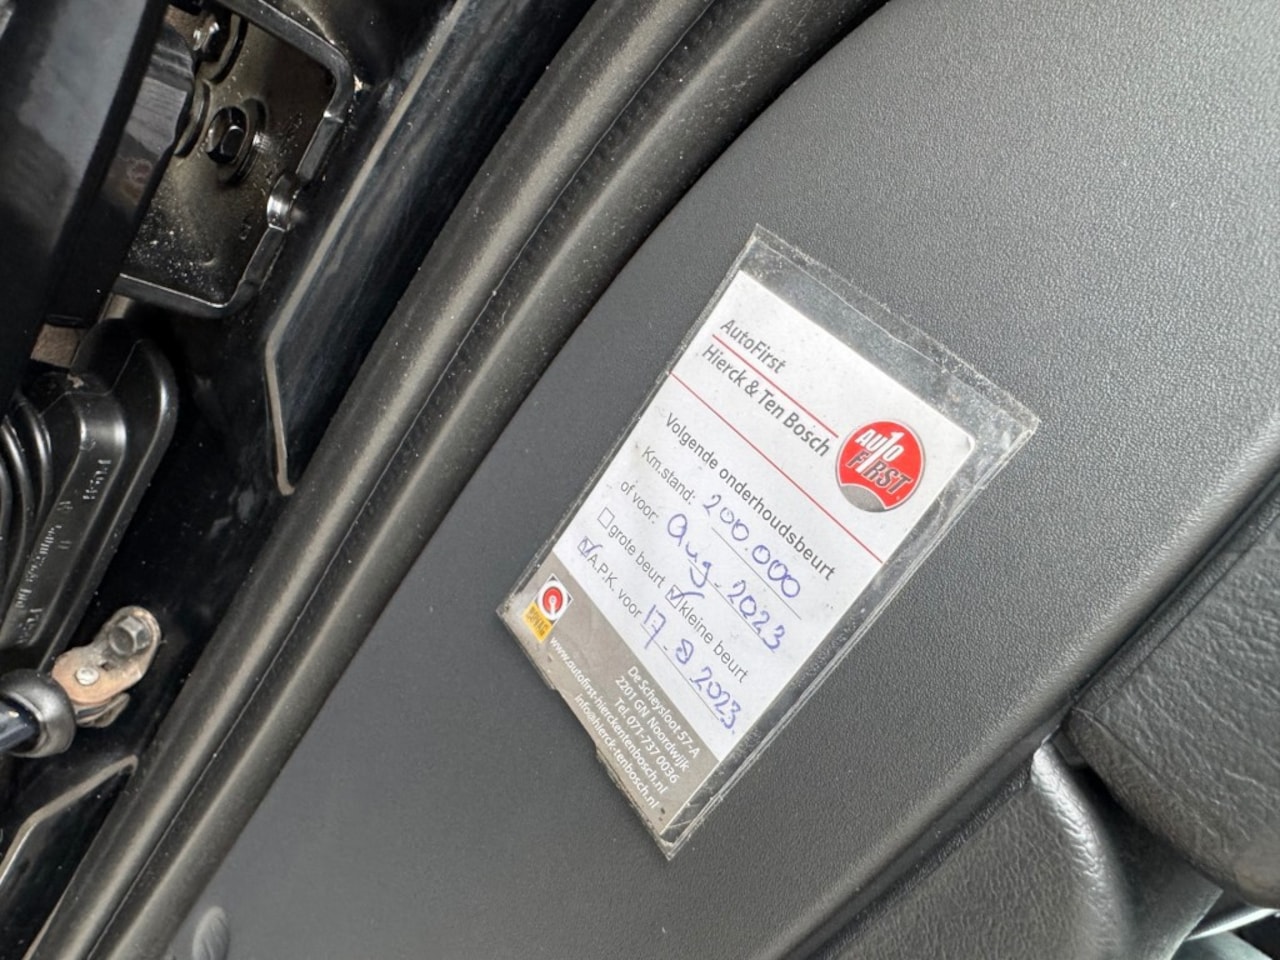 AutoFirst
Hierck & Ten Bosch
AUTO
FIRST
Volgende onderhoudsbeurt
Km.stand: 200.000
of voor: aug. 2023
grote beurt kleine beurt
A.P.K. voor 17.8.2023.
BOVAG
De Scheysloot 57-A
2201 GN Noordwijk
Tel. 071-737 0036
www.autofirst-hierckentenbosch.nl
info@hierck-tenbosch.nl